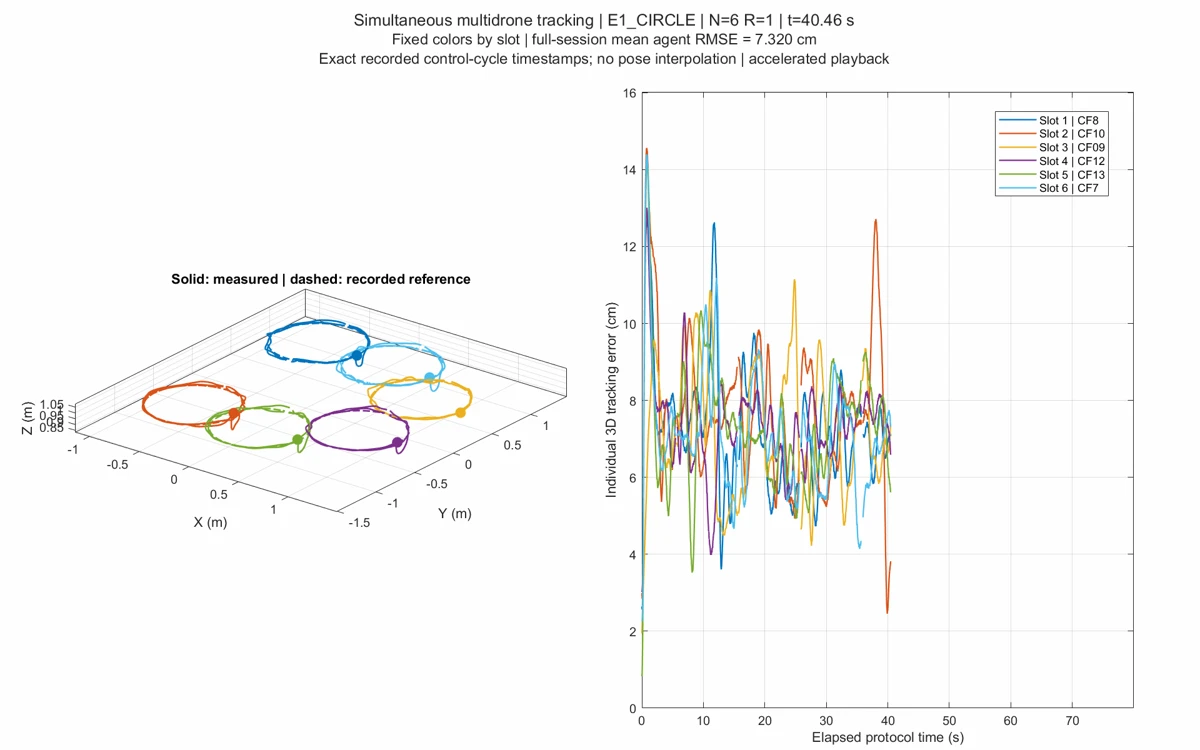 Simultaneous multidrone tracking | E1_CIRCLE | N=6 R=1 | t=40.46 s
Fixed colors by slot | full-session mean agent RMSE = 7.320 cm
Exact recorded control-cycle timestamps; no pose interpolation | accelerated playback
Solid: measured | dashed: recorded reference
Z (m)
1.05
1
0.95
0.9
0.85
-1
-0.5
0
0.5
1
X (m)
-1.5
-1
-0.5
0
0.5
1
Y (m)
Individual 3D tracking error (cm)
16
14
12
10
8
6
4
2
0
0 10 20 30 40 50 60 70
Elapsed protocol time (s)
Slot 1 | CF8
Slot 2 | CF10
Slot 3 | CF09
Slot 4 | CF12
Slot 5 | CF13
Slot 6 | CF7